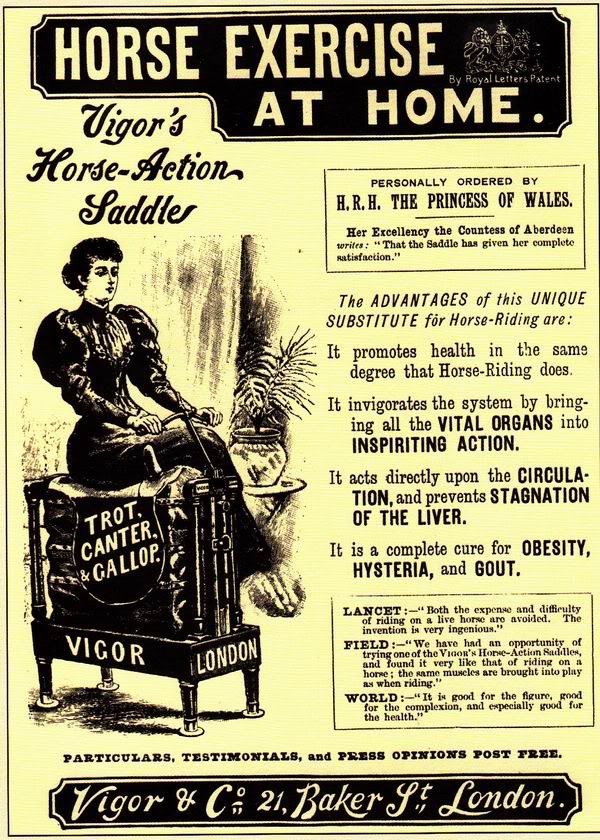 HORSE EXERCISE
By Royal Letters Patent
AT HOME.
Vigor's
Horse-Action
Saddle
PERSONALLY ORDERED BY
H.R.H. THE PRINCESS OF WALES.
Her Excellency the Countess of Aberdeen
writes: "That the Saddle has given her complete
satisfaction."
The ADVANTAGES of this UNIQUE
SUBSTITUTE for Horse-Riding are:
It promotes health in the same
degree that Horse-Riding does.
It invigorates the system by bring-
ing all the VITAL ORGANS into
INSPIRITING ACTION.
It acts directly upon the CIRCULA-
TION, and prevents STAGNATION
OF THE LIVER.
It is a complete cure for OBESITY,
HYSTERIA, and GOUT.
TROT,
CANTER,
& GALLOP.
VIGOR
LONDON
LANCET:—"Both the expense and difficulty
of riding on a live horse are avoided. The
invention is very ingenious."
FIELD:—"We have had an opportunity of
trying one of the Vigor's Horse-Action Saddles,
and found it very like that of riding on a
horse; the same muscles are brought into play
as when riding."
WORLD:—"It is good for the figure, good
for the complexion, and especially good for
the health."
PARTICULARS, TESTIMONIALS, and PRESS OPINIONS POST FREE.
Vigor & Co. 21, Baker St., London.